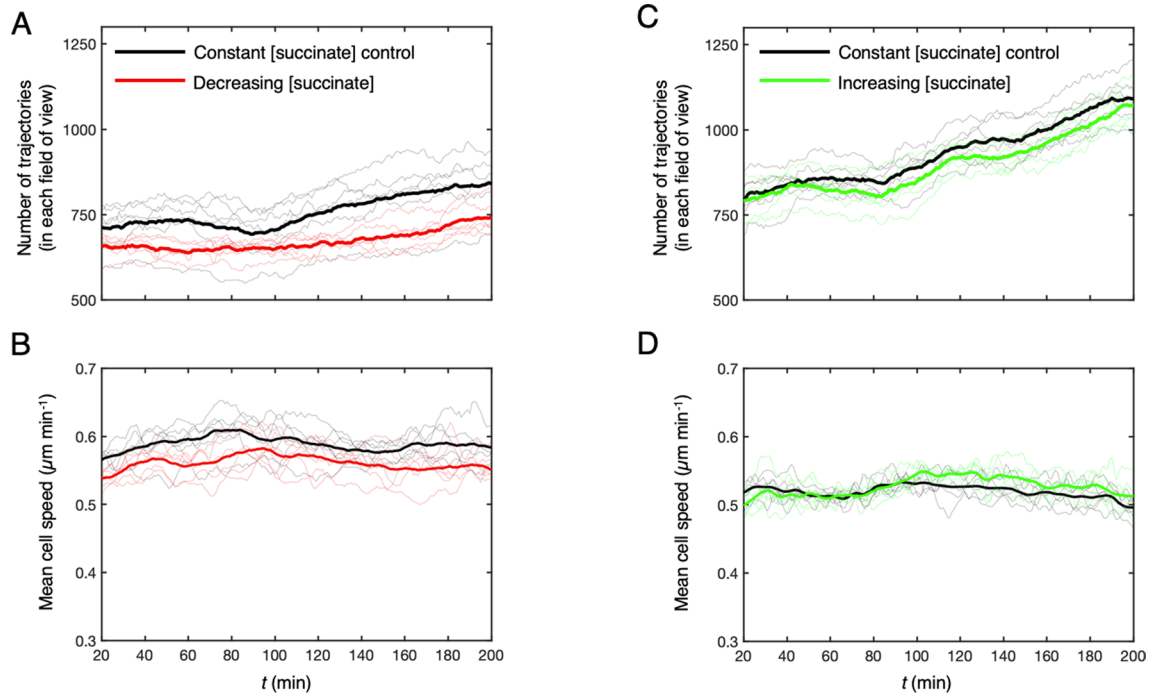 A
1250
1000
750
500
Number of trajectories
(in each field of view)
Constant [succinate] control
Decreasing [succinate]
C
1250
1000
750
500
Number of trajectories
(in each field of view)
Constant [succinate] control
Increasing [succinate]
B
0.7
0.6
0.5
0.4
0.3
Mean cell speed (µm min-1)
20 40 60 80 100 120 140 160 180 200
t (min)
D
0.7
0.6
0.5
0.4
0.3
Mean cell speed (µm min-1)
20 40 60 80 100 120 140 160 180 200
t (min)